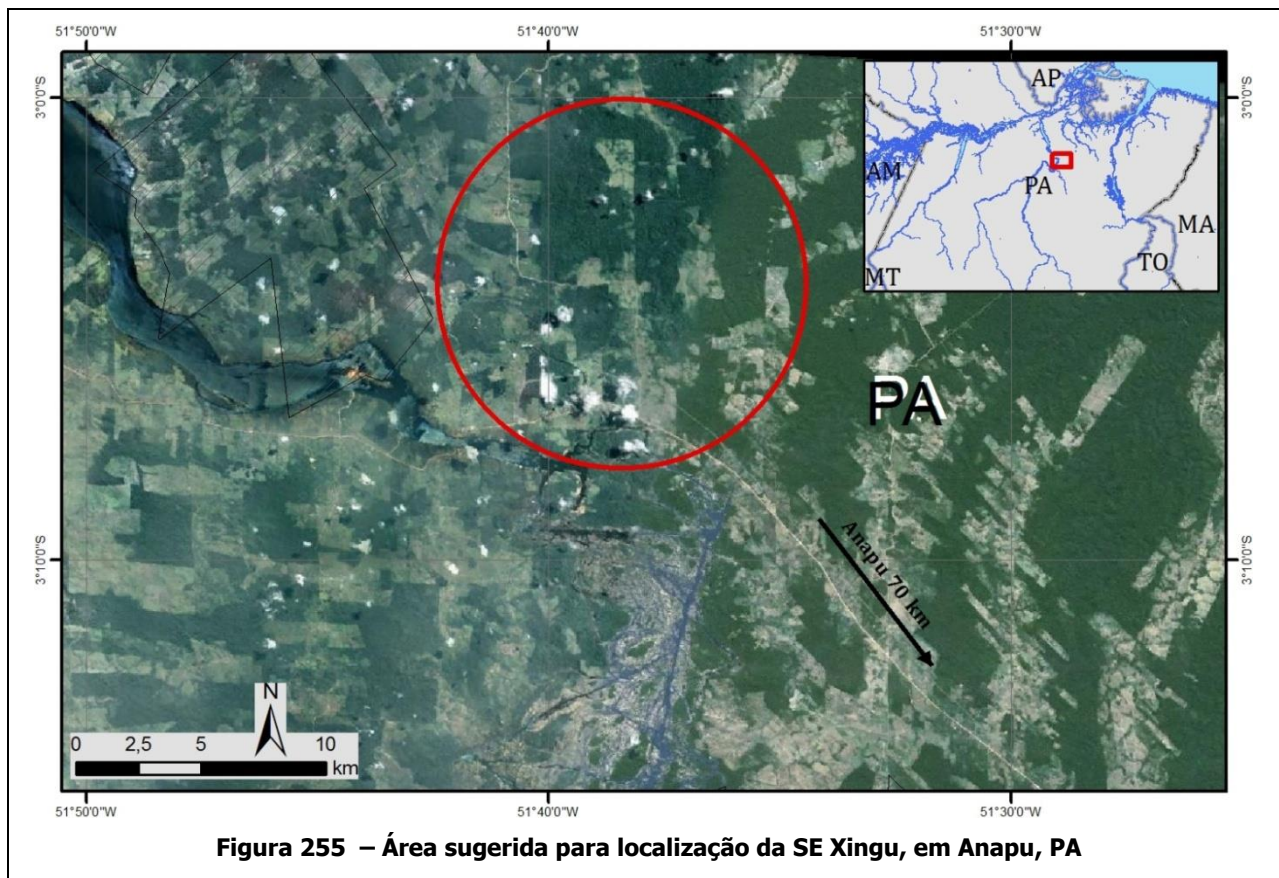 51°50'0"W 51°40'0"W 51°30'0"W
3°0'0"S 3°0'0"S
AP
AM
PA
MA
TO
MT
PA
Anapu 70 km
3°10'0"S 3°10'0"S
N
0 2,5 5 10
km
51°50'0"W 51°40'0"W 51°30'0"W
Figura 255 – Área sugerida para localização da SE Xingu, em Anapu, PA